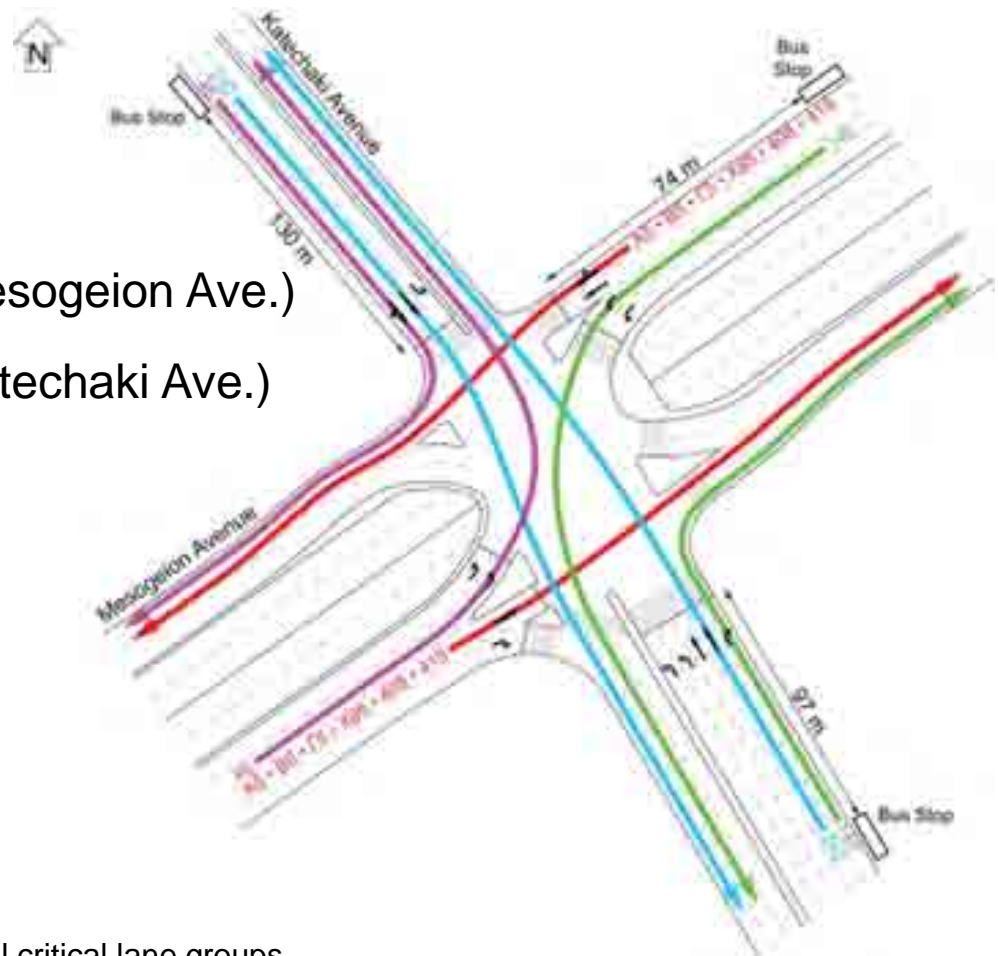 N
Katechaki Avenue
Bus
Stop
Bus Stop
74 m
130 m
esogeion Ave.)
techaki Ave.)
Mesogeion Avenue
97 m
Bus Stop
l critical lane groups